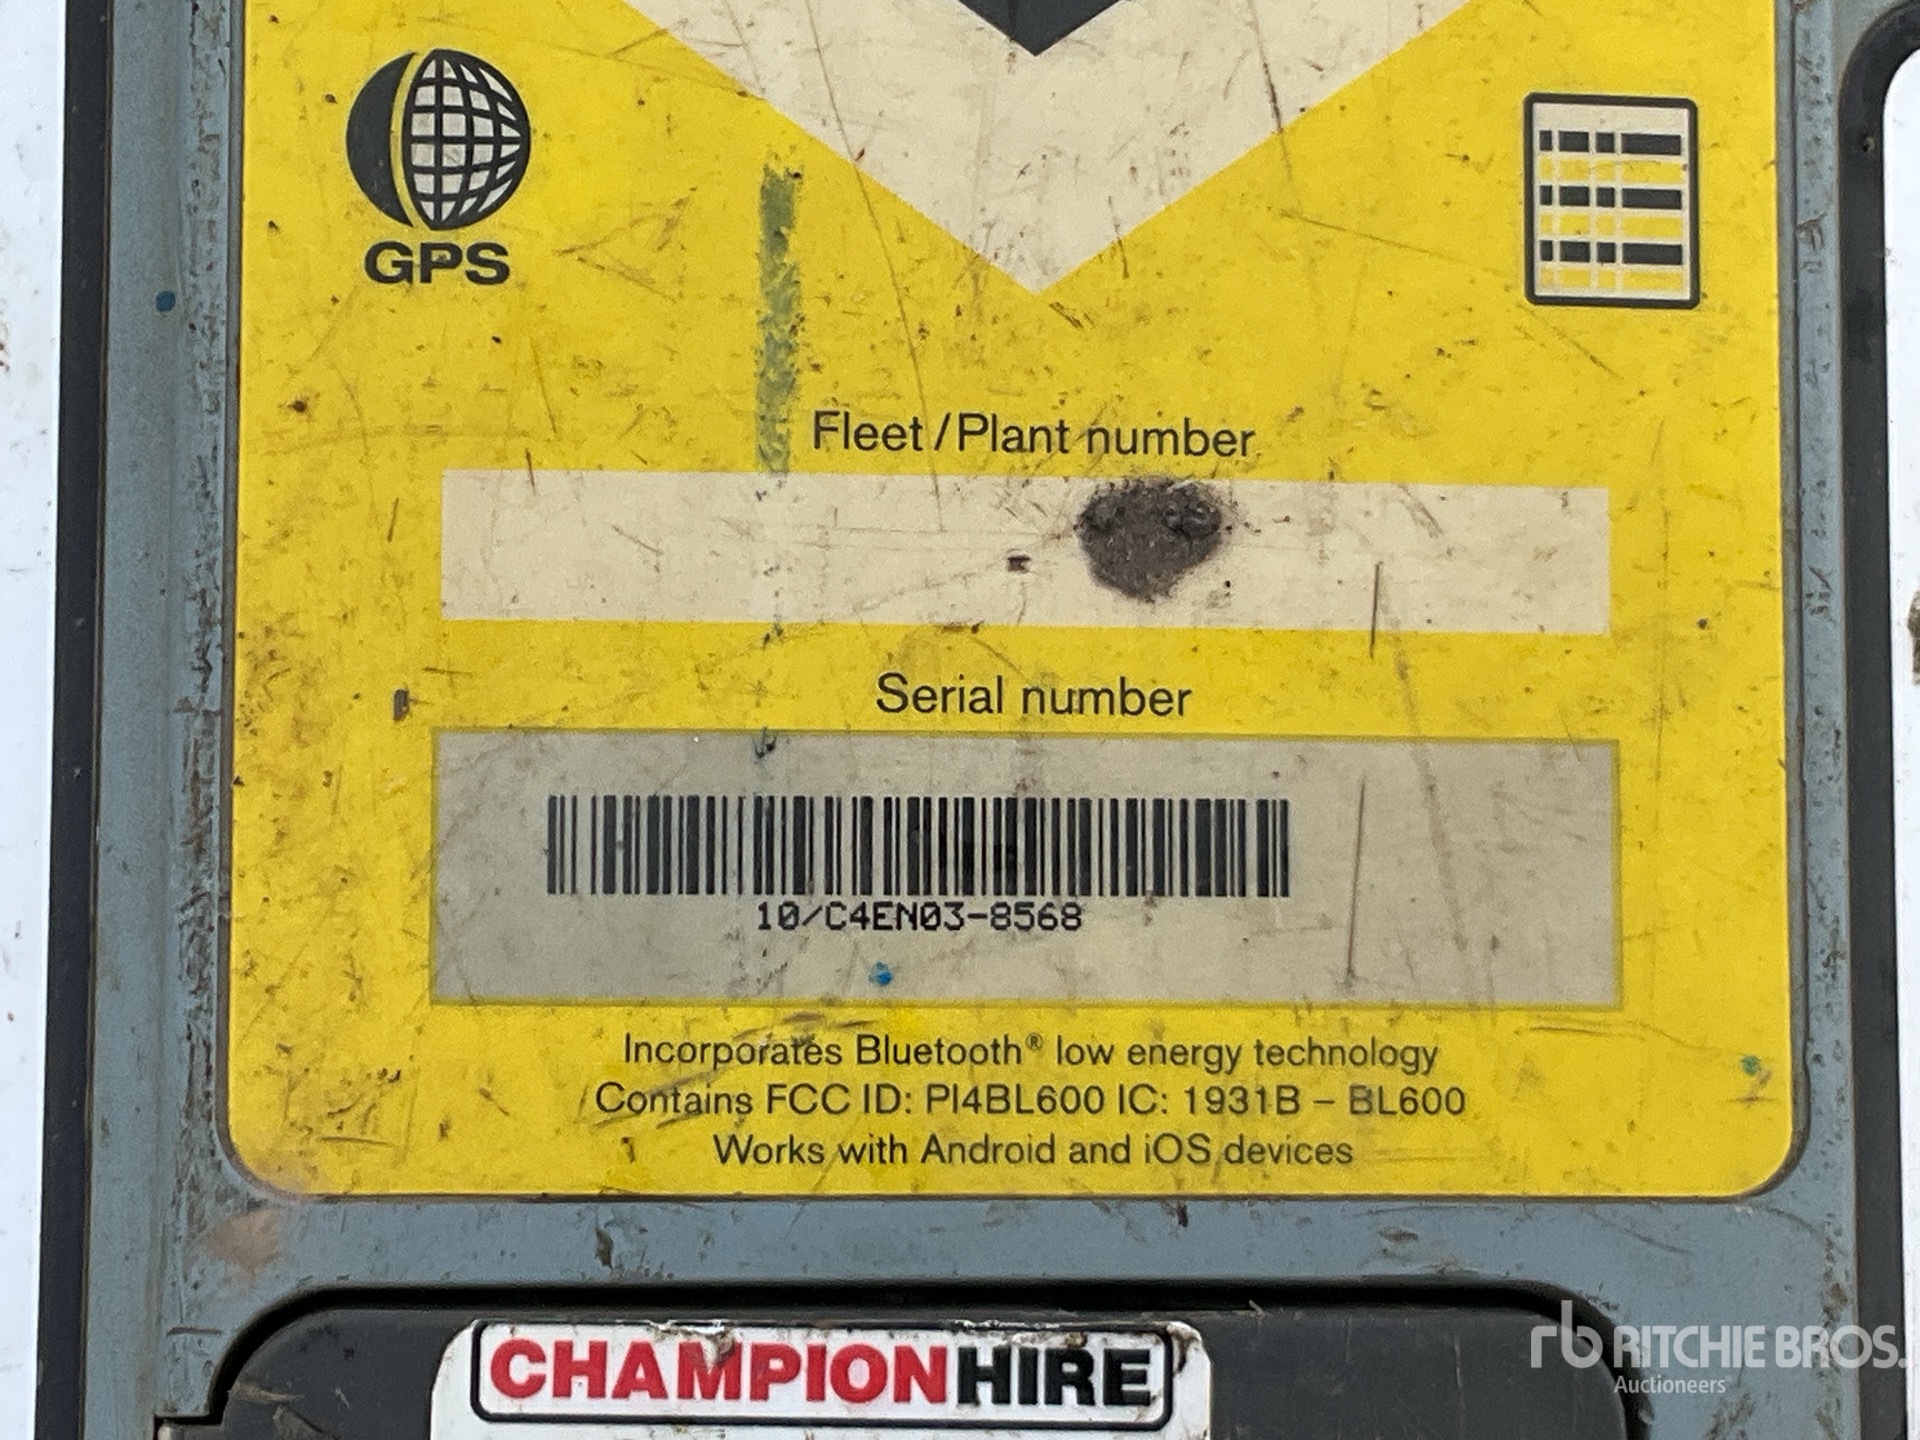 GPS
Fleet/Plant number
Serial number
10/C4EN03-8568
Incorporates Bluetooth® low energy technology
Contains FCC ID: PI4BL600 IC: 1931B – BL600
Works with Android and iOS devices
CHAMPIONHIRE
rb RITCHIE BROS.
Auctioneers